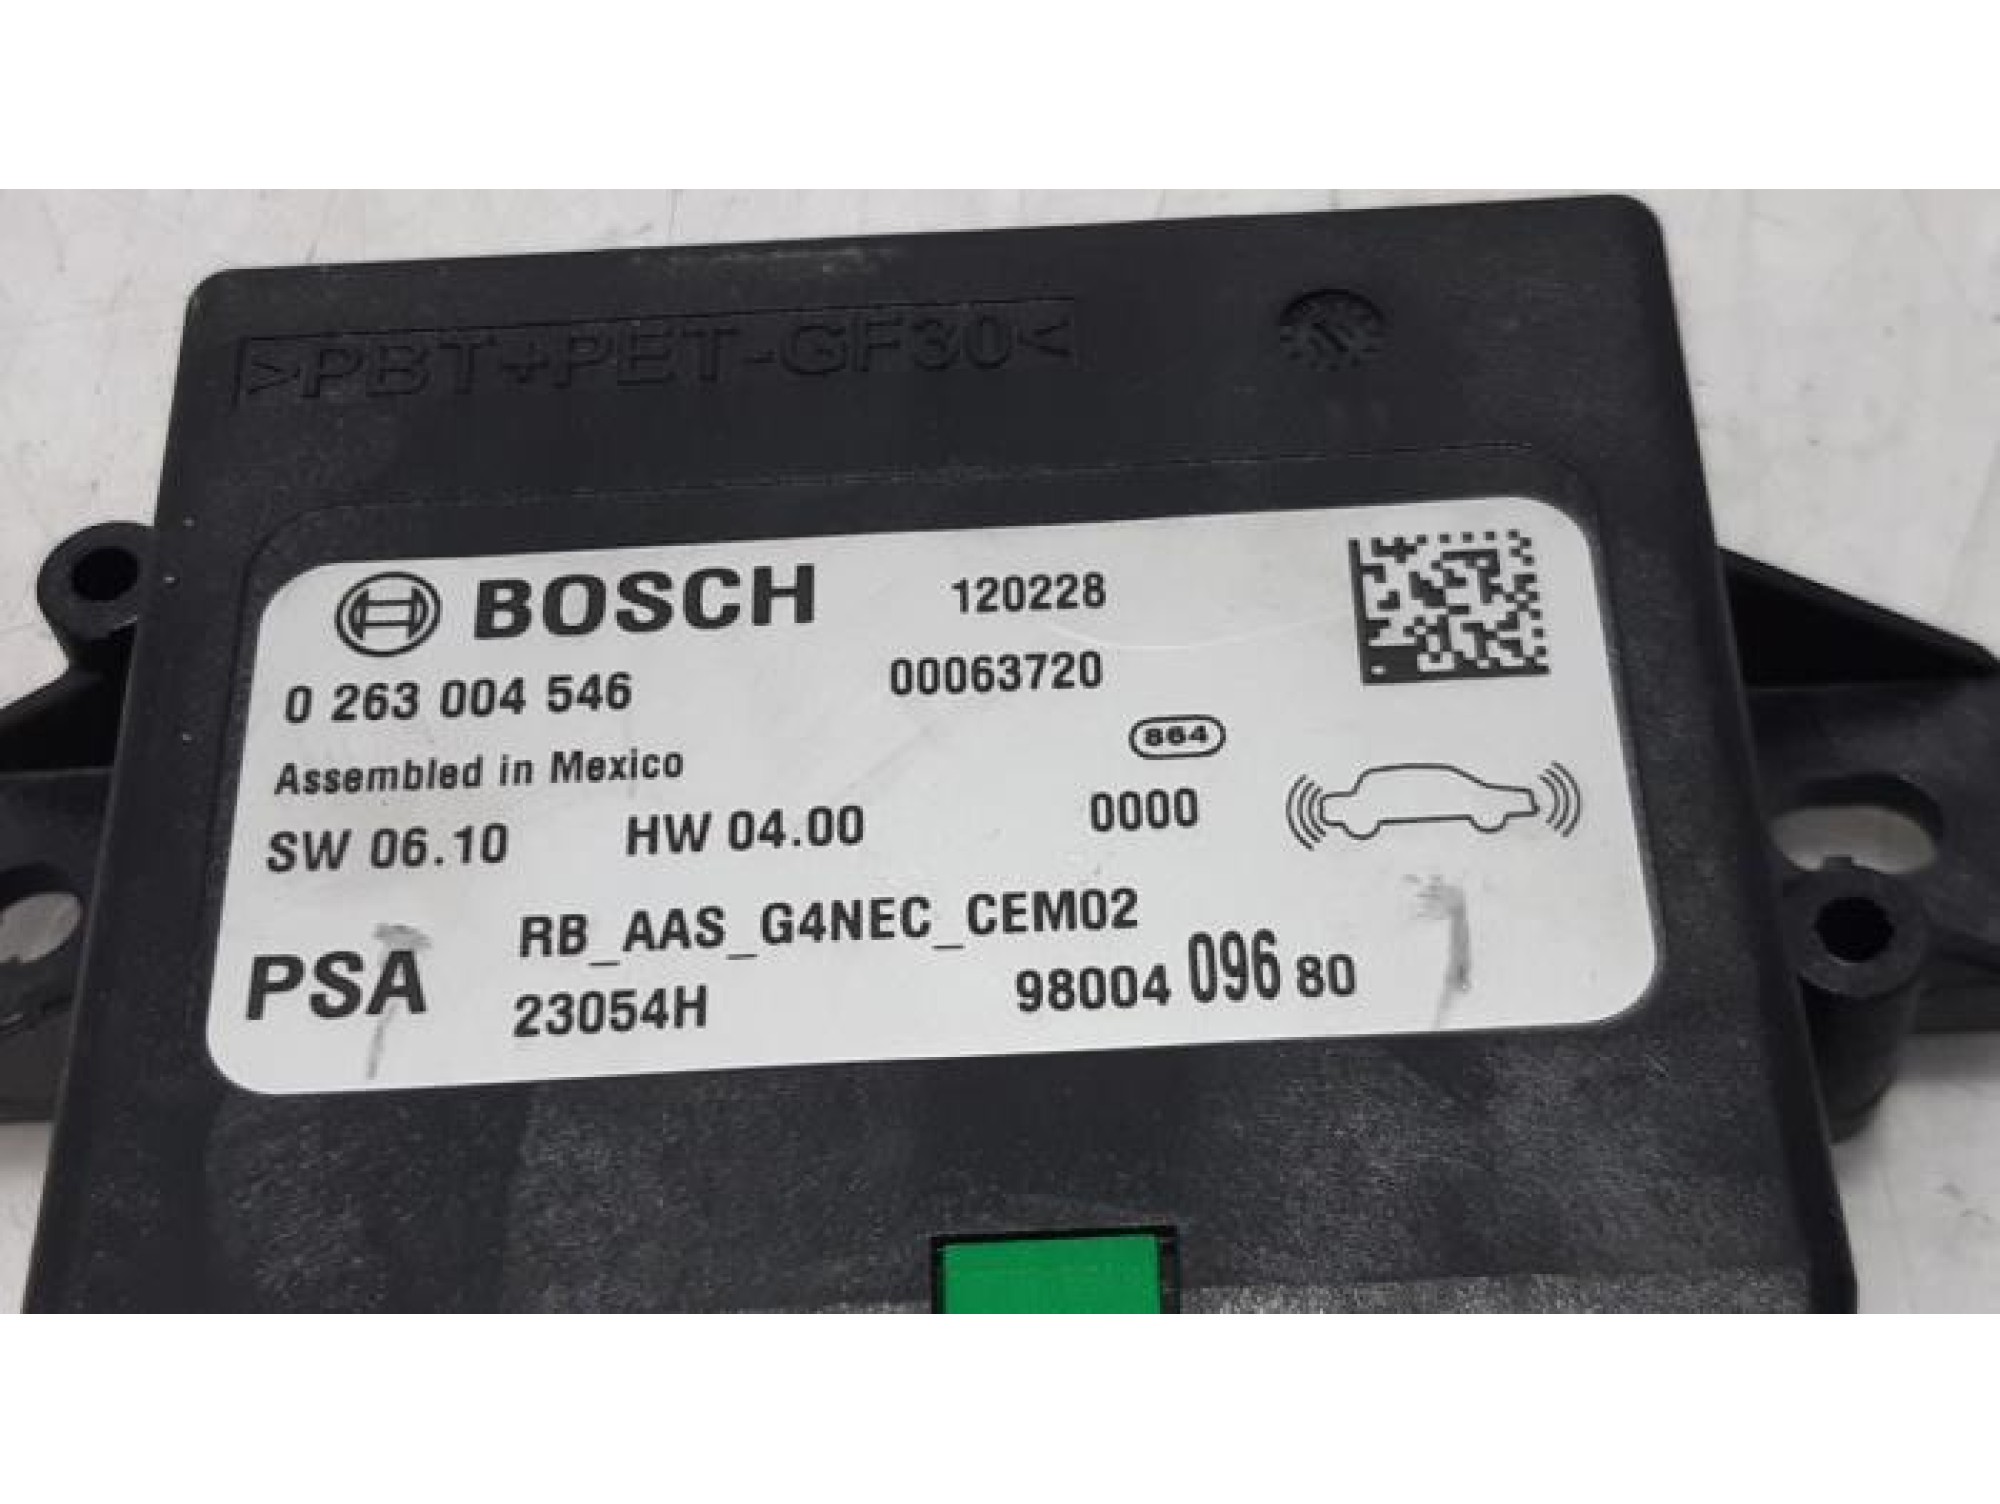 >PBT+PET-GF30<
BOSCH 120228
0 263 004 546 00063720
Assembled in Mexico 864
SW 06.10 HW 04.00 0000
RB_AAS_G4NEC_CEM02
PSA 23054H 98004 096 80